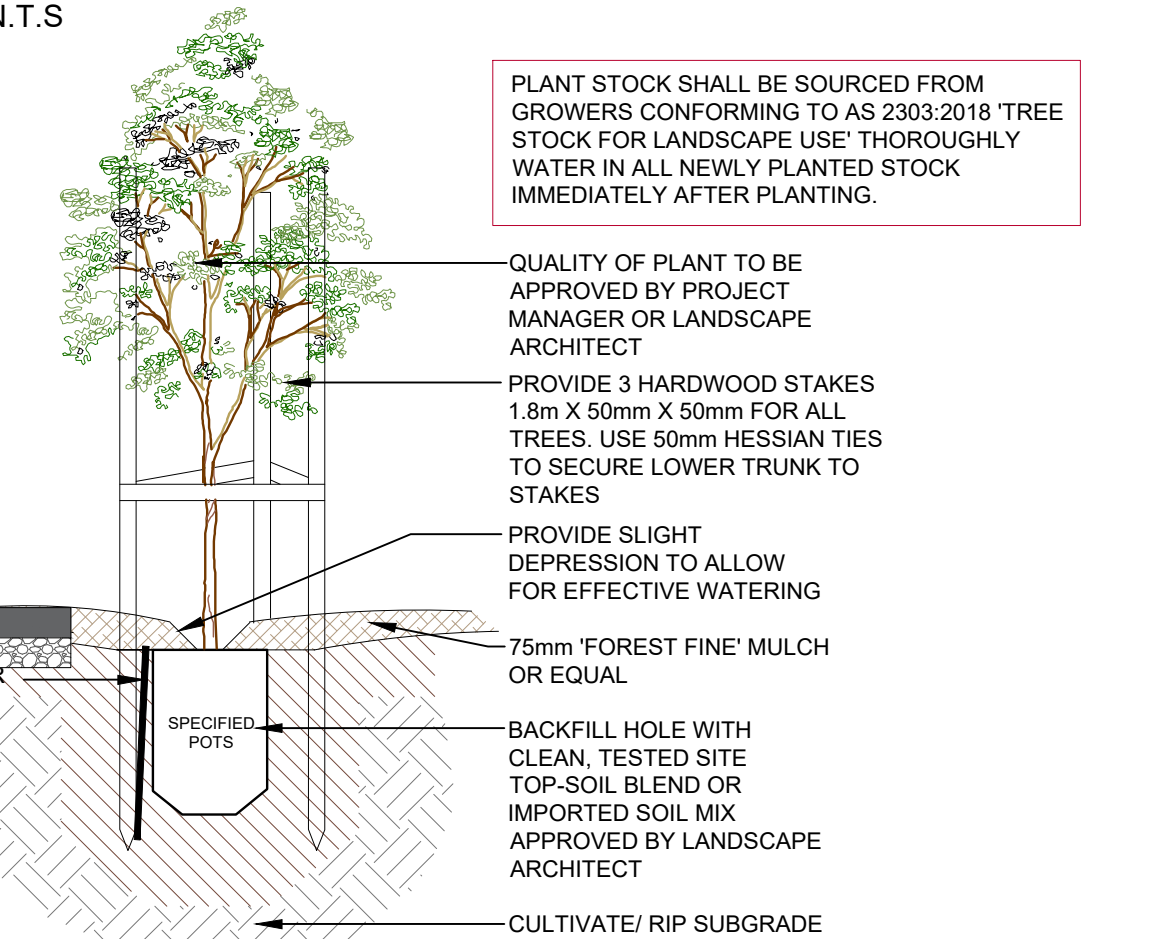 N.T.S
PLANT STOCK SHALL BE SOURCED FROM
GROWERS CONFORMING TO AS 2303:2018 'TREE
STOCK FOR LANDSCAPE USE' THOROUGHLY
WATER IN ALL NEWLY PLANTED STOCK
IMMEDIATELY AFTER PLANTING.
QUALITY OF PLANT TO BE
APPROVED BY PROJECT
MANAGER OR LANDSCAPE
ARCHITECT
PROVIDE 3 HARDWOOD STAKES
1.8m X 50mm X 50mm FOR ALL
TREES. USE 50mm HESSIAN TIES
TO SECURE LOWER TRUNK TO
STAKES
PROVIDE SLIGHT
DEPRESSION TO ALLOW
FOR EFFECTIVE WATERING
75mm 'FOREST FINE' MULCH
OR EQUAL
SPECIFIED
POTS
BACKFILL HOLE WITH
CLEAN, TESTED SITE
TOP-SOIL BLEND OR
IMPORTED SOIL MIX
APPROVED BY LANDSCAPE
ARCHITECT
CULTIVATE/ RIP SUBGRADE